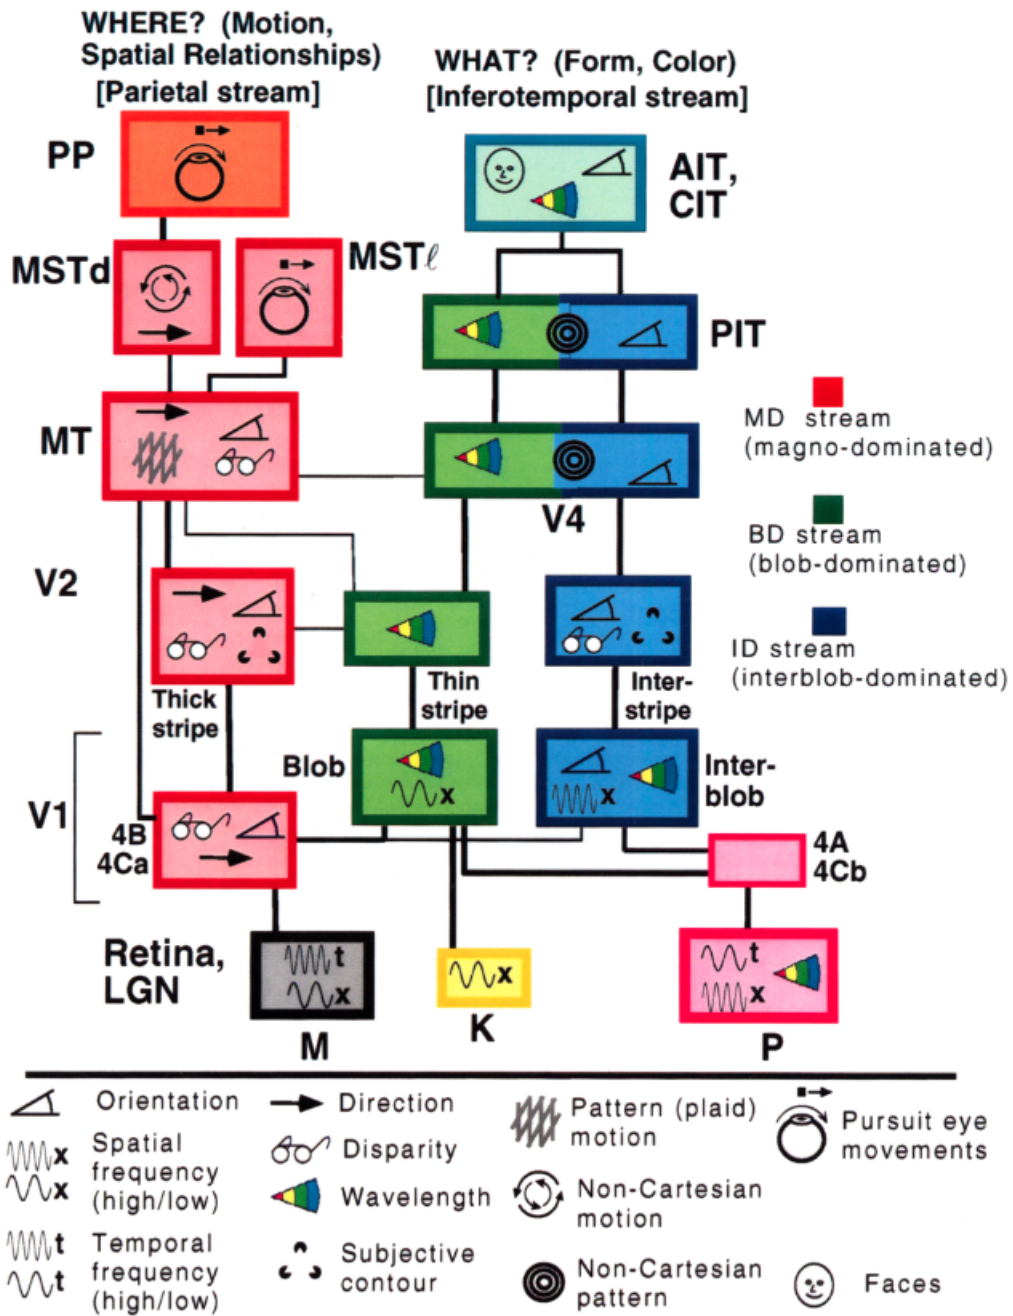 WHERE? (Motion,
Spatial Relationships)
[Parietal stream]
WHAT? (Form, Color)
[Inferotemporal stream]
PP
AIT,
CIT
MSTd
MSTℓ
PIT
MT
MD stream
(magno-dominated)
V4
BD stream
(blob-dominated)
V2
ID stream
(interblob-dominated)
Thick
stripe
Thin
stripe
Inter-
stripe
Blob
x
x
Inter-
blob
V1
4B
4Ca
4A
4Cb
Retina,
LGN
t
x
M
x
K
t
x
P
Orientation
Direction
Pattern (plaid)
motion
Pursuit eye
movements
x
x
Spatial
frequency
(high/low)
Disparity
Wavelength
Non-Cartesian
motion
t
t
Temporal
frequency
(high/low)
Subjective
contour
Non-Cartesian
pattern
Faces